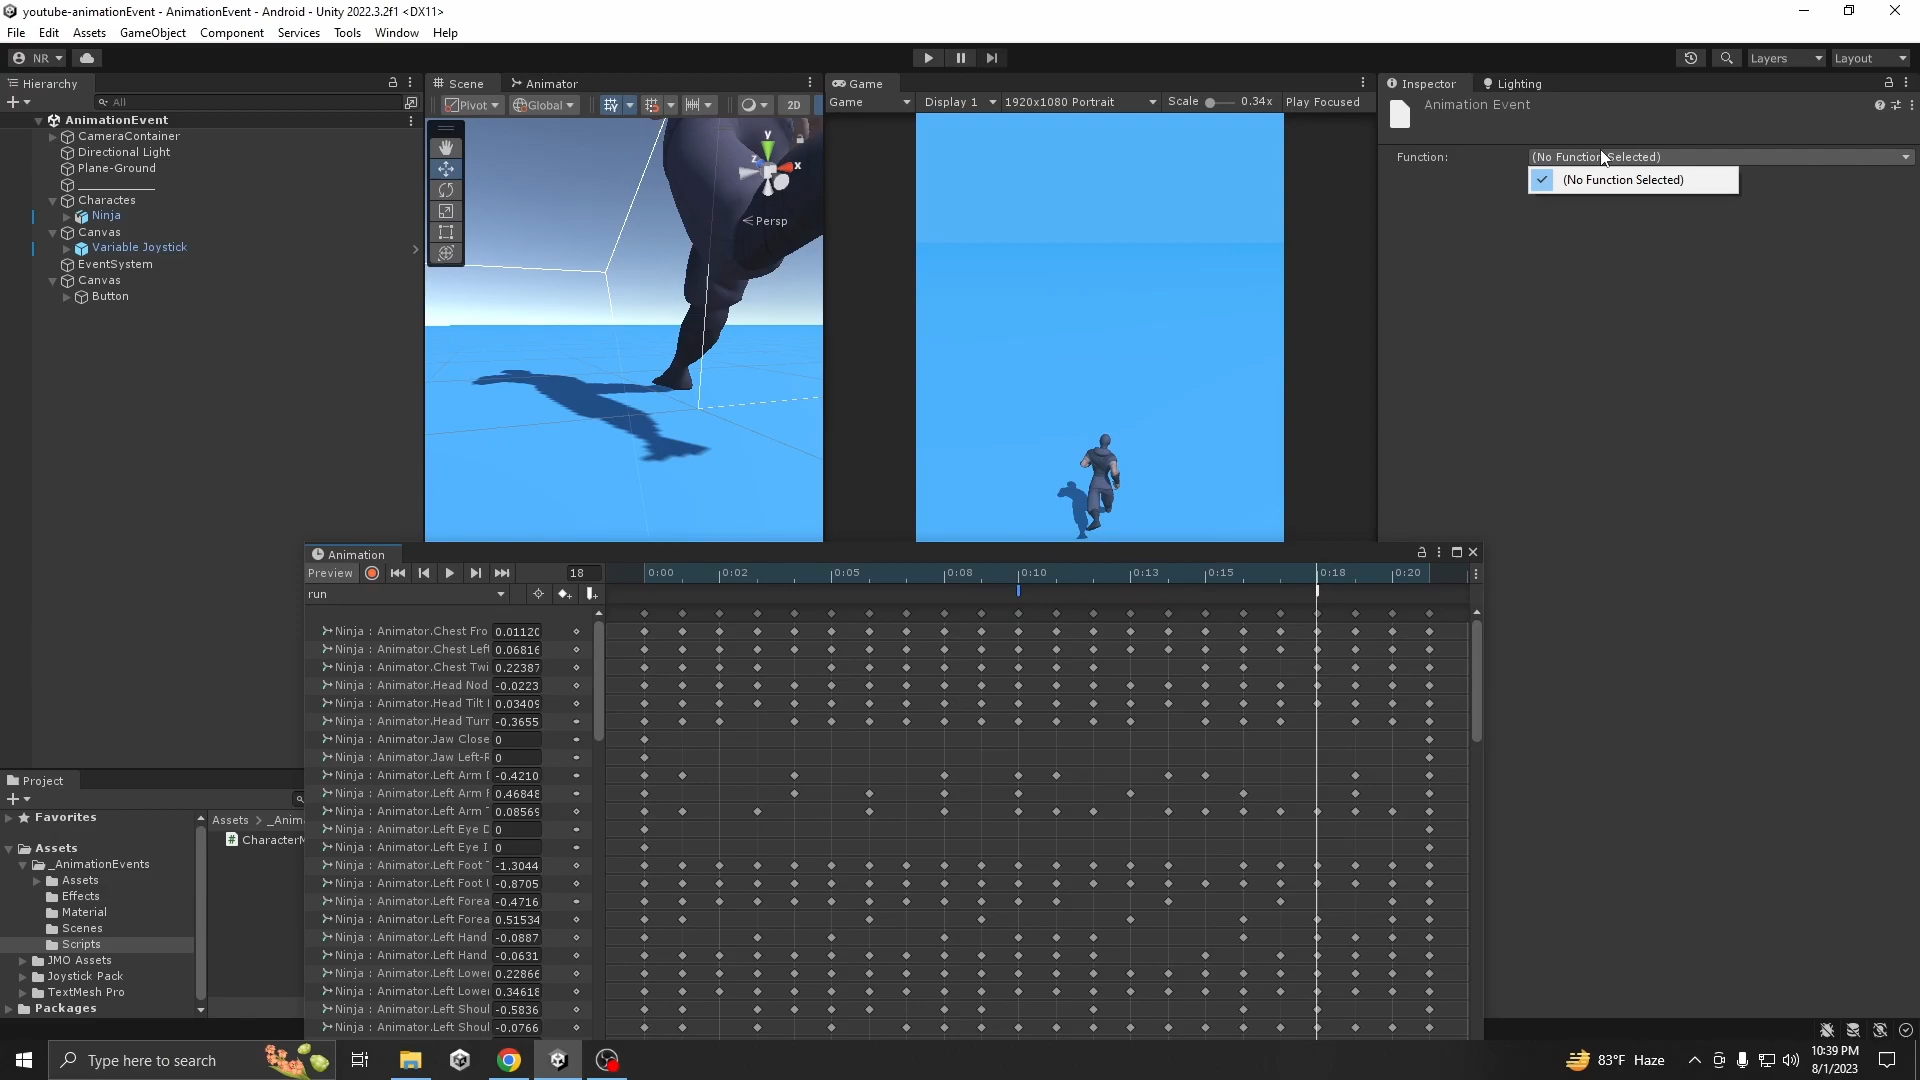 youtube-animationEvent - AnimationEvent - Android - Unity 2022.3.2f1 <DX11>
File Edit Assets GameObject Component Services Tools Window Help
NR
Layers
Layout
Hierarchy
All
AnimationEvent
CameraContainer
Directional Light
Plane-Ground
____________
Charactes
Ninja
Canvas
Variable Joystick
EventSystem
Canvas
Button
Scene
Animator
Pivot
Global
2D
y
x
z
Persp
Game
Game
Display 1
1920x1080 Portrait
Scale
0.34x
Play Focused
Inspector
Lighting
Animation Event
Function:
(No Function Selected)
(No Function Selected)
Animation
Preview
18
0:00 0:02 0:05 0:08 0:10 0:13 0:15 0:18 0:20
run
Ninja : Animator.Chest Fro 0.01120
Ninja : Animator.Chest Left 0.06816
Ninja : Animator.Chest Twi 0.22387
Ninja : Animator.Head Nod -0.0223
Ninja : Animator.Head Tilt 0.03409
Ninja : Animator.Head Turr -0.3655
Ninja : Animator.Jaw Close 0
Ninja : Animator.Jaw Left-R 0
Ninja : Animator.Left Arm -0.4210
Ninja : Animator.Left Arm 0.46848
Ninja : Animator.Left Arm 0.08569
Ninja : Animator.Left Eye 0
Ninja : Animator.Left Eye 0
Ninja : Animator.Left Foot -1.3044
Ninja : Animator.Left Foot -0.8705
Ninja : Animator.Left Forea -0.4716
Ninja : Animator.Left Forea 0.51534
Ninja : Animator.Left Hand -0.0887
Ninja : Animator.Left Hand -0.0631
Ninja : Animator.Left Lowe 0.22866
Ninja : Animator.Left Lowe 0.34618
Ninja : Animator.Left Shoul -0.5836
Ninja : Animator.Left Shoul -0.0766
Project
Favorites
Assets
_AnimationEvents
Assets
Effects
Material
Scenes
Scripts
JMO Assets
Joystick Pack
TextMesh Pro
Packages
Assets > _Anim
CharacterM
Type here to search
83°F Haze
10:39 PM
8/1/2023